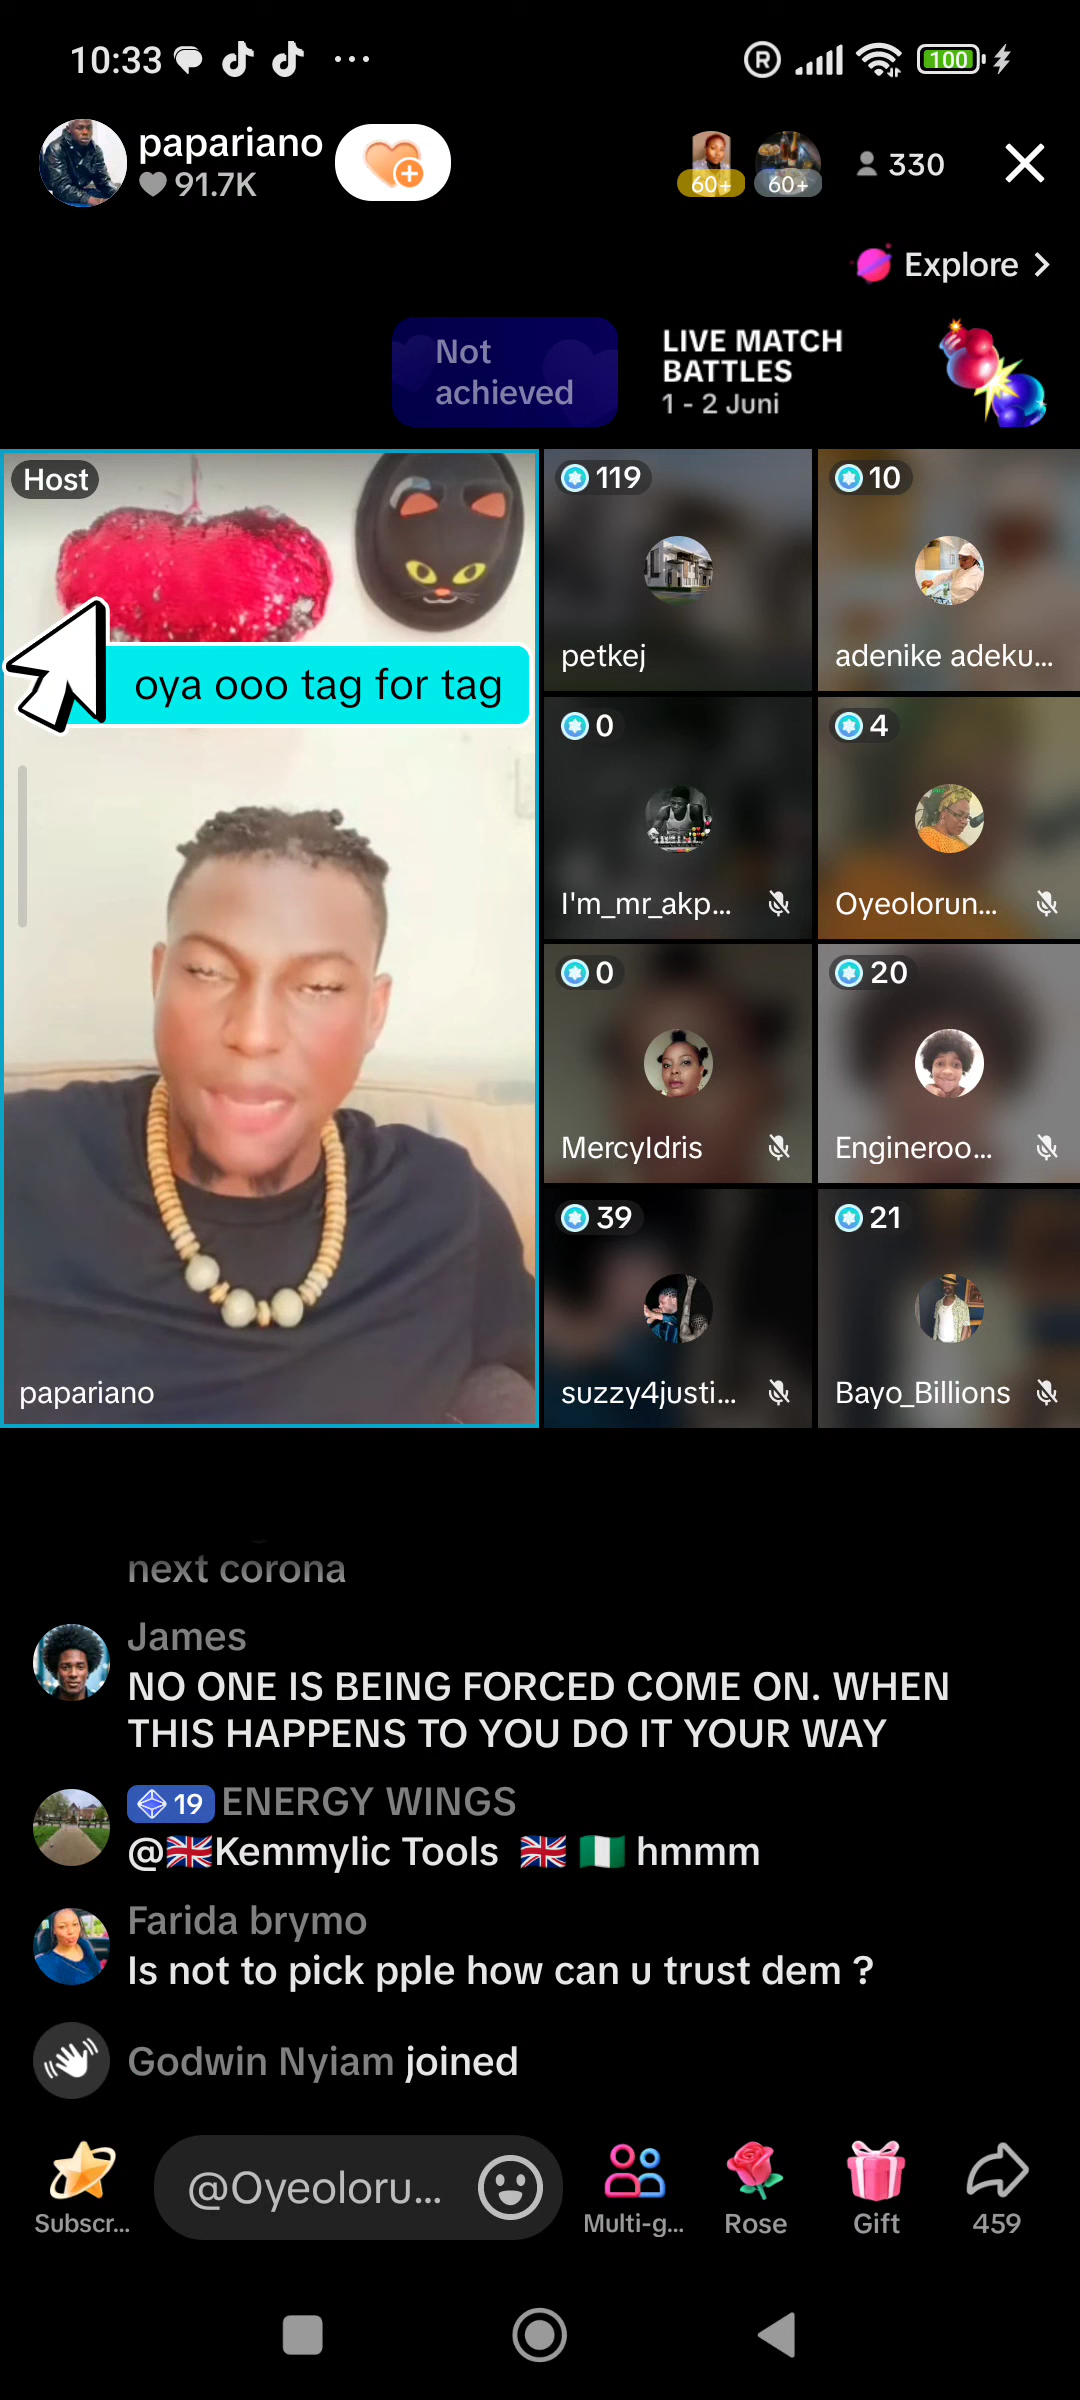 10:33
R
100
papariano
91.7K
60+
60+
330
Explore
Not
achieved
LIVE MATCH
BATTLES
1 - 2 Juni
Host
oya ooo tag for tag
papariano
119
petkej
10
adenike adeku...
0
I'm_mr_akp...
4
Oyeolorun...
0
MercyIdris
20
Engineroo...
39
suzzy4justi...
21
Bayo_Billions
next corona
James
NO ONE IS BEING FORCED COME ON. WHEN
THIS HAPPENS TO YOU DO IT YOUR WAY
19 ENERGY WINGS
@🇬🇧Kemmylic Tools 🇬🇧 🇳🇬 hmmm
Farida brymo
Is not to pick pple how can u trust dem ?
Godwin Nyiam joined
@Oyeoloru...
Subscr...
Multi-g...
Rose
Gift
459